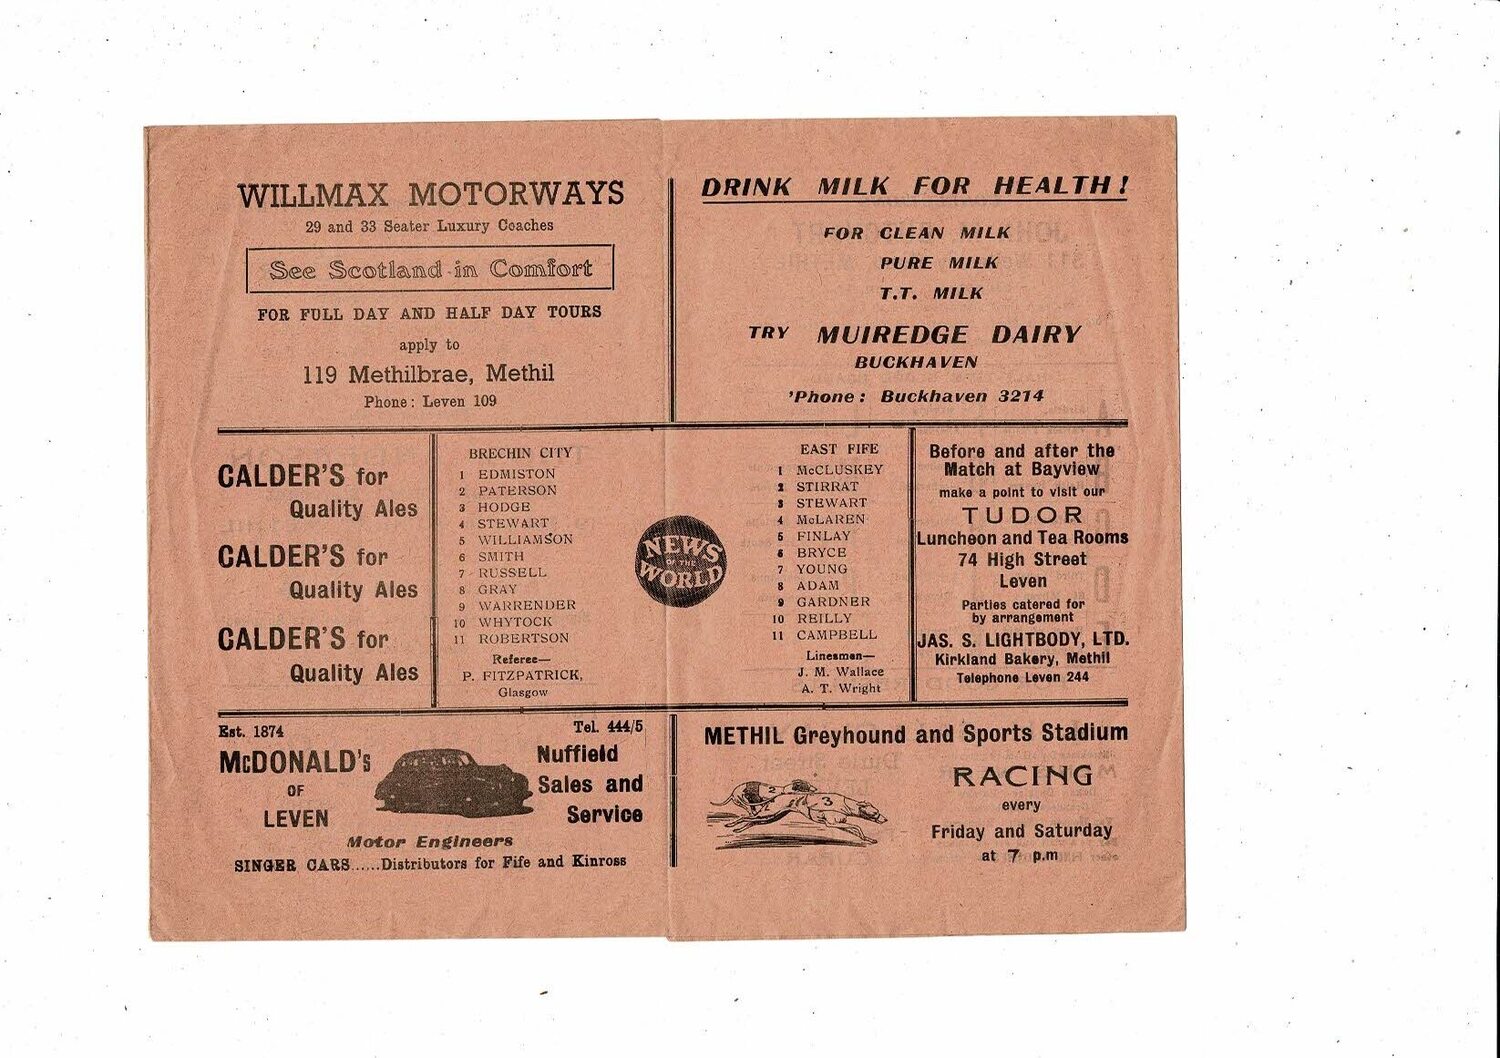 WILLMAX MOTORWAYS
29 and 33 Seater Luxury Coaches
See Scotland in Comfort
FOR FULL DAY AND HALF DAY TOURS
apply to
119 Methilbrae, Methil
Phone: Leven 109
DRINK MILK FOR HEALTH!
FOR CLEAN MILK
PURE MILK
T.T. MILK
TRY MUIREDGE DAIRY
BUCKHAVEN
'Phone: Buckhaven 3214
CALDER'S for
Quality Ales
CALDER'S for
Quality Ales
CALDER'S for
Quality Ales
BRECHIN CITY
1 EDMISTON
2 PATERSON
3 HODGE
4 STEWART
5 WILLIAMSON
6 SMITH
7 RUSSELL
8 GRAY
9 WARRENDER
10 WHYTOCK
11 ROBERTSON
Referee—
P. FITZPATRICK,
Glasgow
NEWS
OF THE
WORLD
EAST FIFE
1 McCLUSKEY
2 STIRRAT
3 STEWART
4 McLAREN
5 FINLAY
6 BRYCE
7 YOUNG
8 ADAM
9 GARDNER
10 REILLY
11 CAMPBELL
Linesmen—
J. M. Wallace
A. T. Wright
Before and after the
Match at Bayview
make a point to visit our
TUDOR
Luncheon and Tea Rooms
74 High Street
Leven
Parties catered for
by arrangement
JAS. S. LIGHTBODY, LTD.
Kirkland Bakery, Methil
Telephone Leven 244
Est. 1874
Tel. 444/5
McDONALD's
OF
LEVEN
Nuffield
Sales and
Service
Motor Engineers
SINGER CARS......Distributors for Fife and Kinross
METHIL Greyhound and Sports Stadium
2
3
RACING
every
Friday and Saturday
at 7 p.m